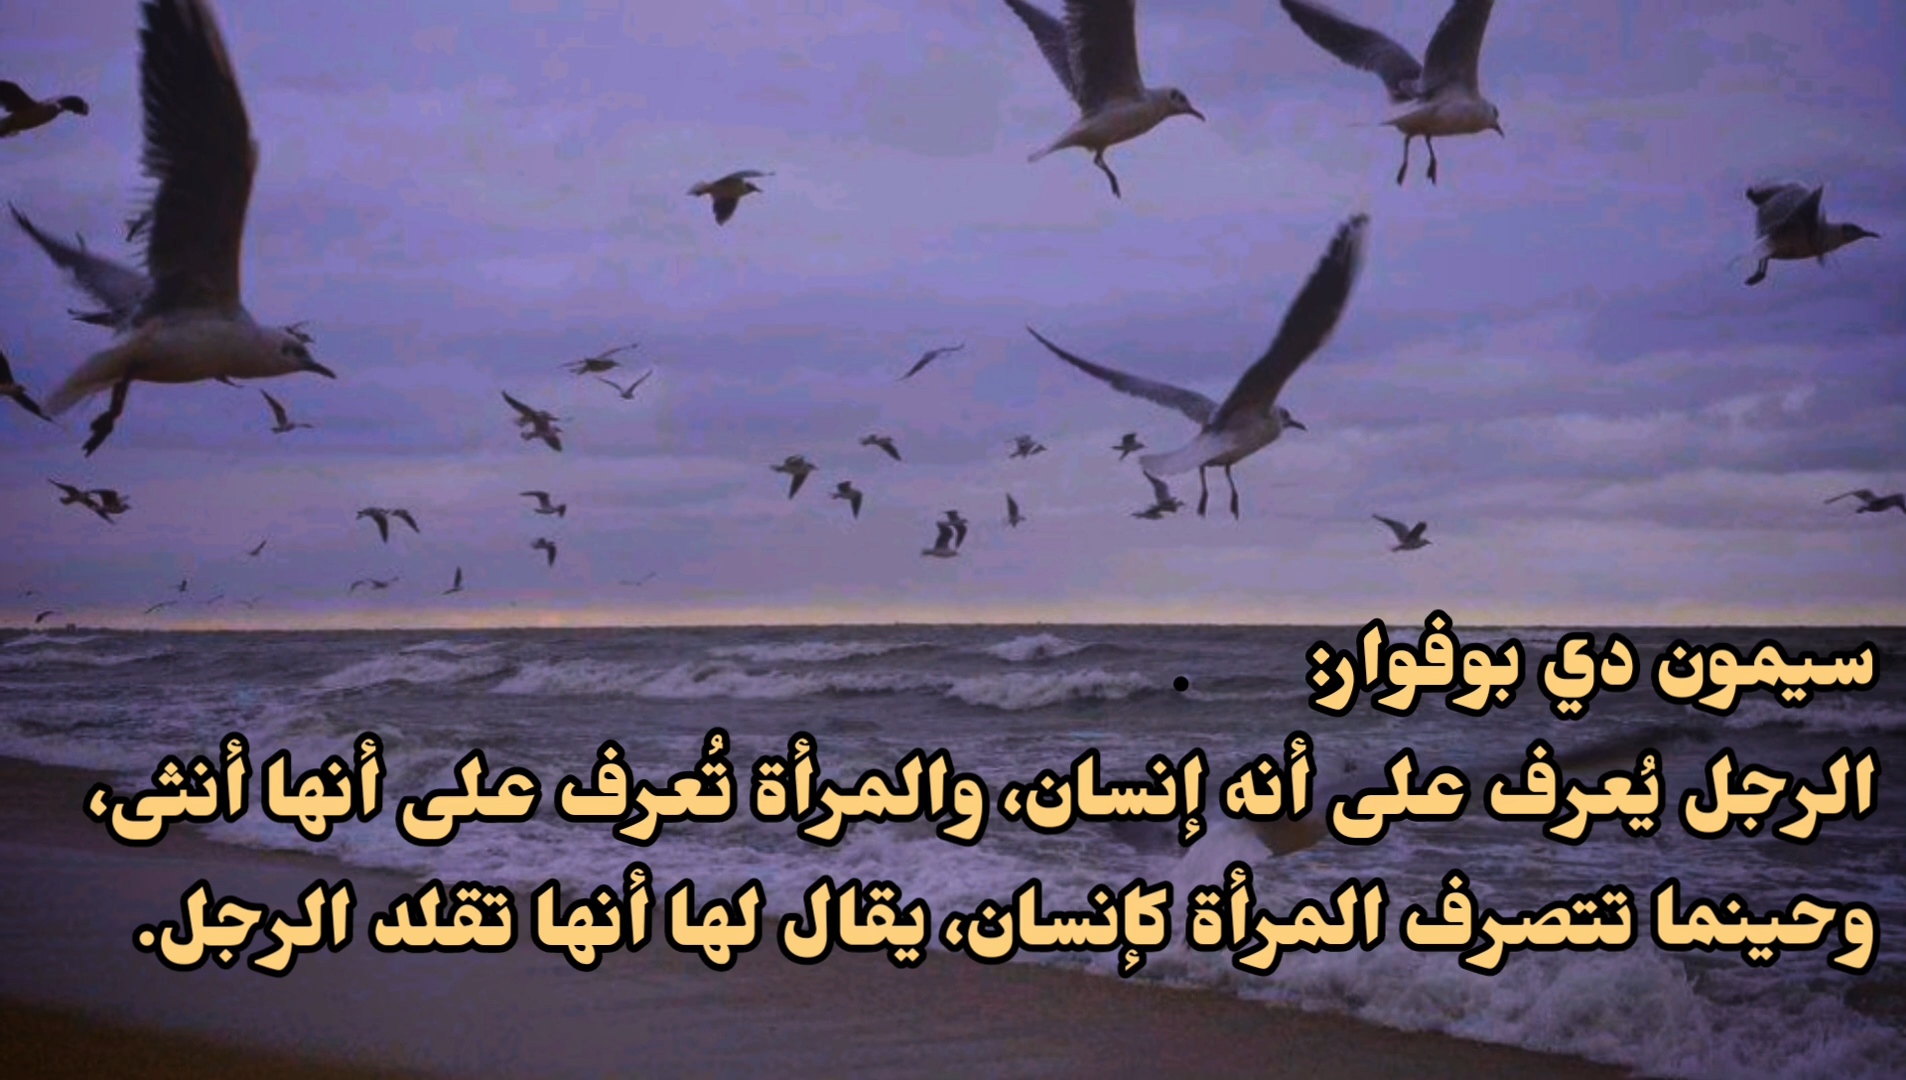 سيمون دي بوفوار:
الرجل يُعرف على أنه إنسان، والمرأة تُعرف على أنها أنثى،
وحينما تتصرف المرأة كإنسان، يقال لها أنها تقلد الرجل.